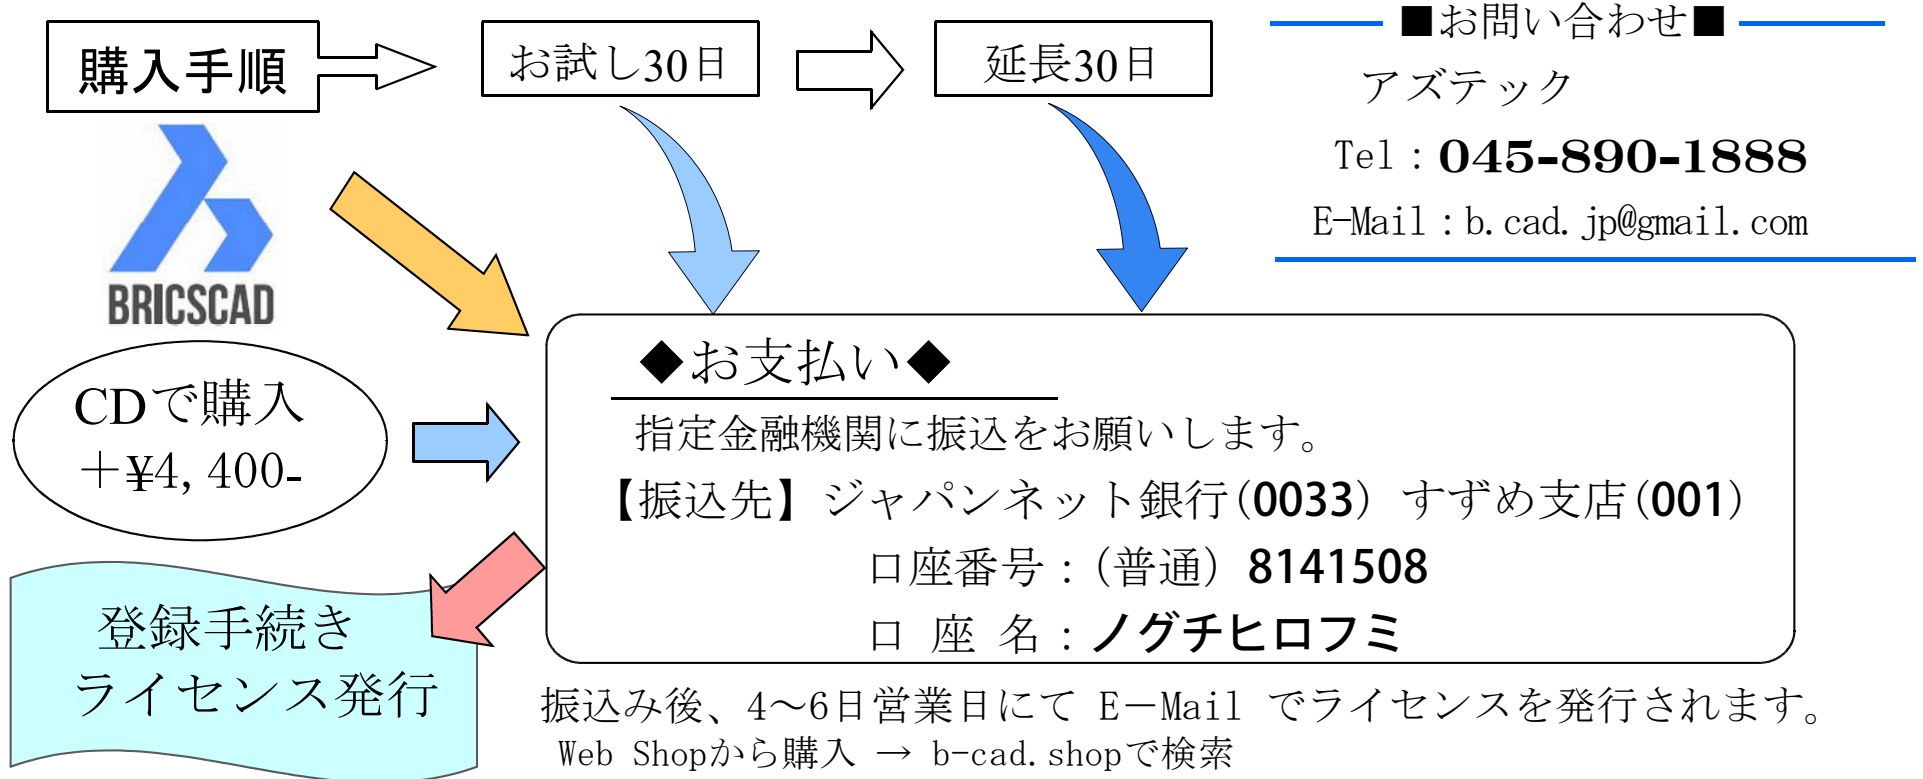 購入手順
お試し30日
延長30日
■お問い合わせ■
アズテック
Tel：045-890-1888
E-Mail：b.cad.jp@gmail.com
BRICSCAD
CDで購入
＋¥4,400-
◆お支払い◆
指定金融機関に振込をお願いします。
【振込先】ジャパンネット銀行(0033) すずめ支店(001)
口座番号：(普通) 8141508
口 座 名：ノグチヒロフミ
登録手続き
ライセンス発行
振込み後、4～6日営業日にて E－Mail でライセンスを発行されます。
Web Shopから購入 → b-cad.shopで検索